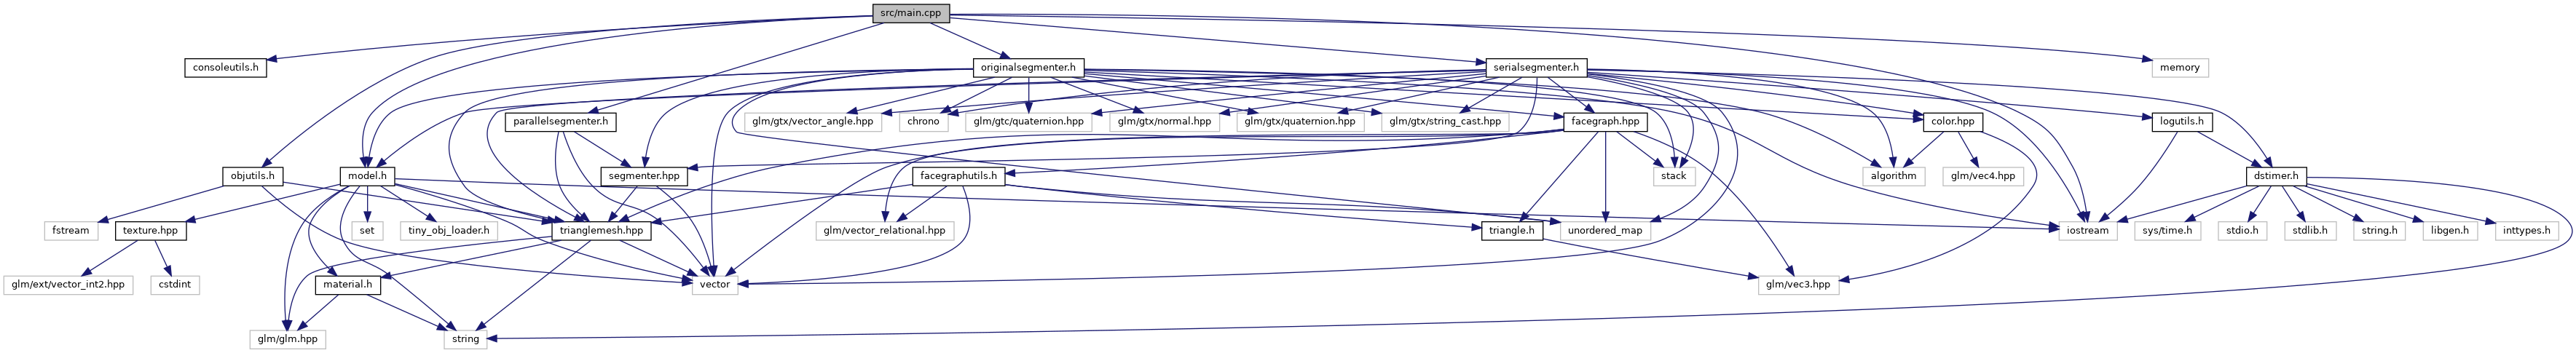 src/main.cpp
consoleutils.h
originalsegmenter.h
serialsegmenter.h
memory
parallelsegmenter.h
glm/gtx/vector_angle.hpp
chrono
glm/gtc/quaternion.hpp
glm/gtx/normal.hpp
glm/gtx/quaternion.hpp
glm/gtx/string_cast.hpp
facegraph.hpp
color.hpp
logutils.h
objutils.h
model.h
segmenter.hpp
facegraphutils.h
stack
algorithm
glm/vec4.hpp
dstimer.h
fstream
texture.hpp
set
tiny_obj_loader.h
trianglemesh.hpp
glm/vector_relational.hpp
triangle.h
unordered_map
iostream
sys/time.h
stdio.h
stdlib.h
string.h
libgen.h
inttypes.h
glm/ext/vector_int2.hpp
cstdint
material.h
vector
glm/vec3.hpp
glm/glm.hpp
string